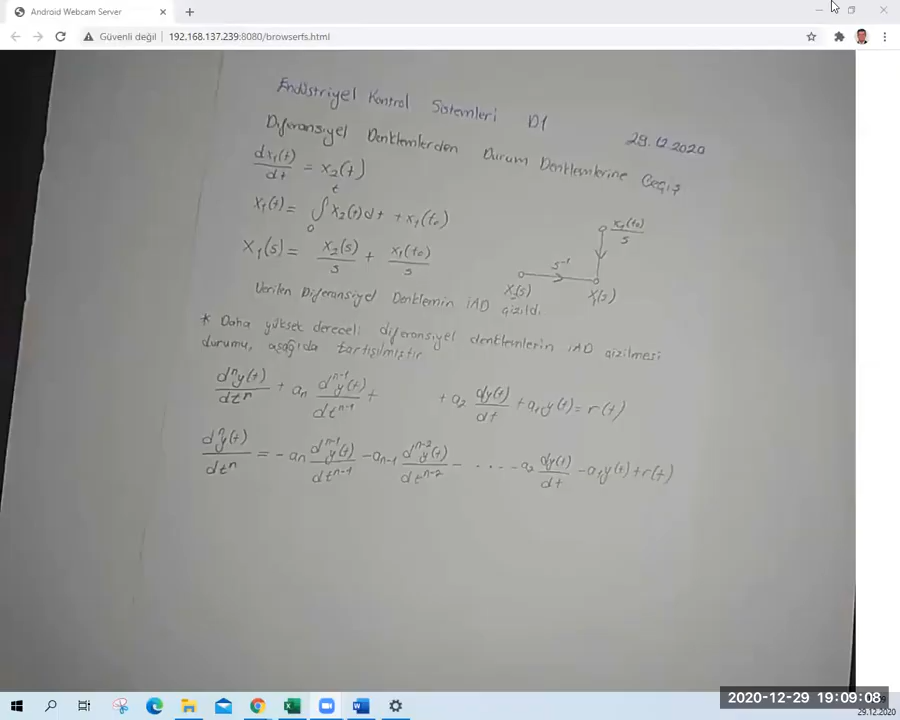 Android Webcam Server
Güvenli değil
192.168.137.239:8080/browserfs.html
Endüstriyel Kontrol Sistemleri D1
29.12.2020
Diferansiyel Denklemlerden Durum Denklemlerine Geçiş
dx₁(t)/dt = x₂(t)
x₁(t) = ∫₀ᵗ x₂(t)dt + x₁(t₀)
x₁(t₀)/s
X₁(s) = X₂(s)/s + x₁(t₀)/s
s⁻¹
X₂(s) X₁(s)
Verilen Diferansiyel Denklemin İAD çizildi.
* Daha yüksek dereceli diferansiyel denklemlerin İAD çizilmesi
durumu, aşağıda tartışılmıştır
dⁿy(t)/dtⁿ + aₙ dⁿ⁻¹y(t)/dtⁿ⁻¹ + + a₂ dy(t)/dt + a₁y(t) = r(t)
dⁿy(t)/dtⁿ = -aₙ dⁿ⁻¹y(t)/dtⁿ⁻¹ - aₙ₋₁ dⁿ⁻²y(t)/dtⁿ⁻² - .... - a₂ dy(t)/dt - a₁y(t) + r(t)
2020-12-29 19:09:08
29.12.2020